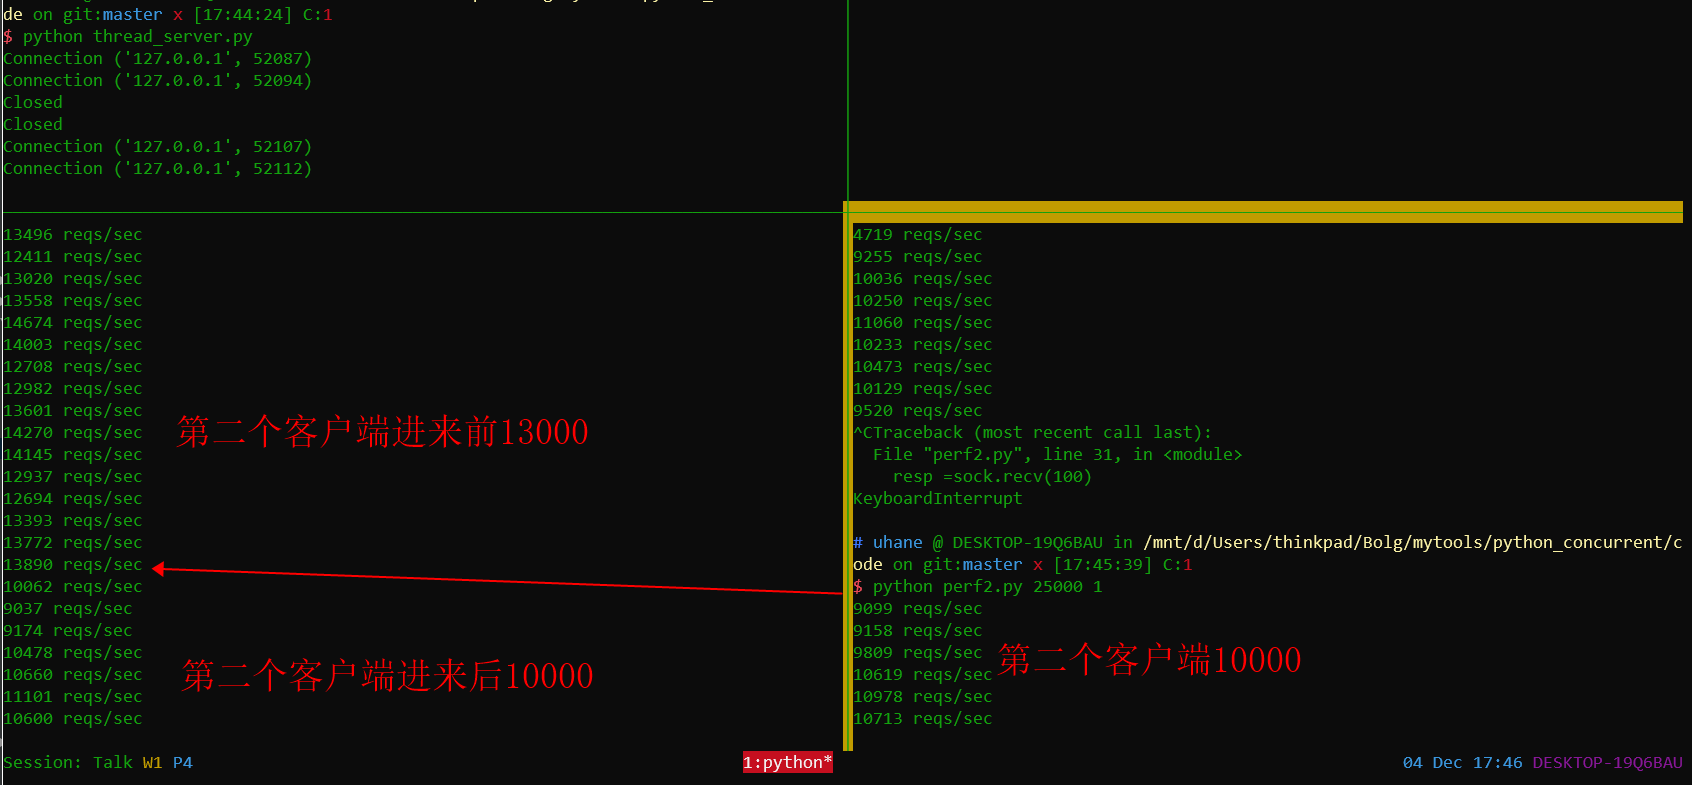 de on git:master x [17:44:24] C:1
$ python thread_server.py
Connection ('127.0.0.1', 52087)
Connection ('127.0.0.1', 52094)
Closed
Closed
Connection ('127.0.0.1', 52107)
Connection ('127.0.0.1', 52112)
13496 reqs/sec
12411 reqs/sec
13020 reqs/sec
13558 reqs/sec
14674 reqs/sec
14003 reqs/sec
12708 reqs/sec
12982 reqs/sec
13601 reqs/sec
14270 reqs/sec
14145 reqs/sec
12937 reqs/sec
12694 reqs/sec
13393 reqs/sec
13772 reqs/sec
13890 reqs/sec
10062 reqs/sec
9037 reqs/sec
9174 reqs/sec
10478 reqs/sec
10660 reqs/sec
11101 reqs/sec
10600 reqs/sec
第二个客户端进来前13000
第二个客户端进来后10000
4719 reqs/sec
9255 reqs/sec
10036 reqs/sec
10250 reqs/sec
11060 reqs/sec
10233 reqs/sec
10473 reqs/sec
10129 reqs/sec
9520 reqs/sec
^CTraceback (most recent call last):
  File "perf2.py", line 31, in <module>
    resp =sock.recv(100)
KeyboardInterrupt
# uhane @ DESKTOP-19Q6BAU in /mnt/d/Users/thinkpad/Bolg/mytools/python_concurrent/c
ode on git:master x [17:45:39] C:1
$ python perf2.py 25000 1
9099 reqs/sec
9158 reqs/sec
9809 reqs/sec
10619 reqs/sec
10978 reqs/sec
10713 reqs/sec
第二个客户端10000
Session: Talk W1 P4
1:python*
04 Dec 17:46 DESKTOP-19Q6BAU